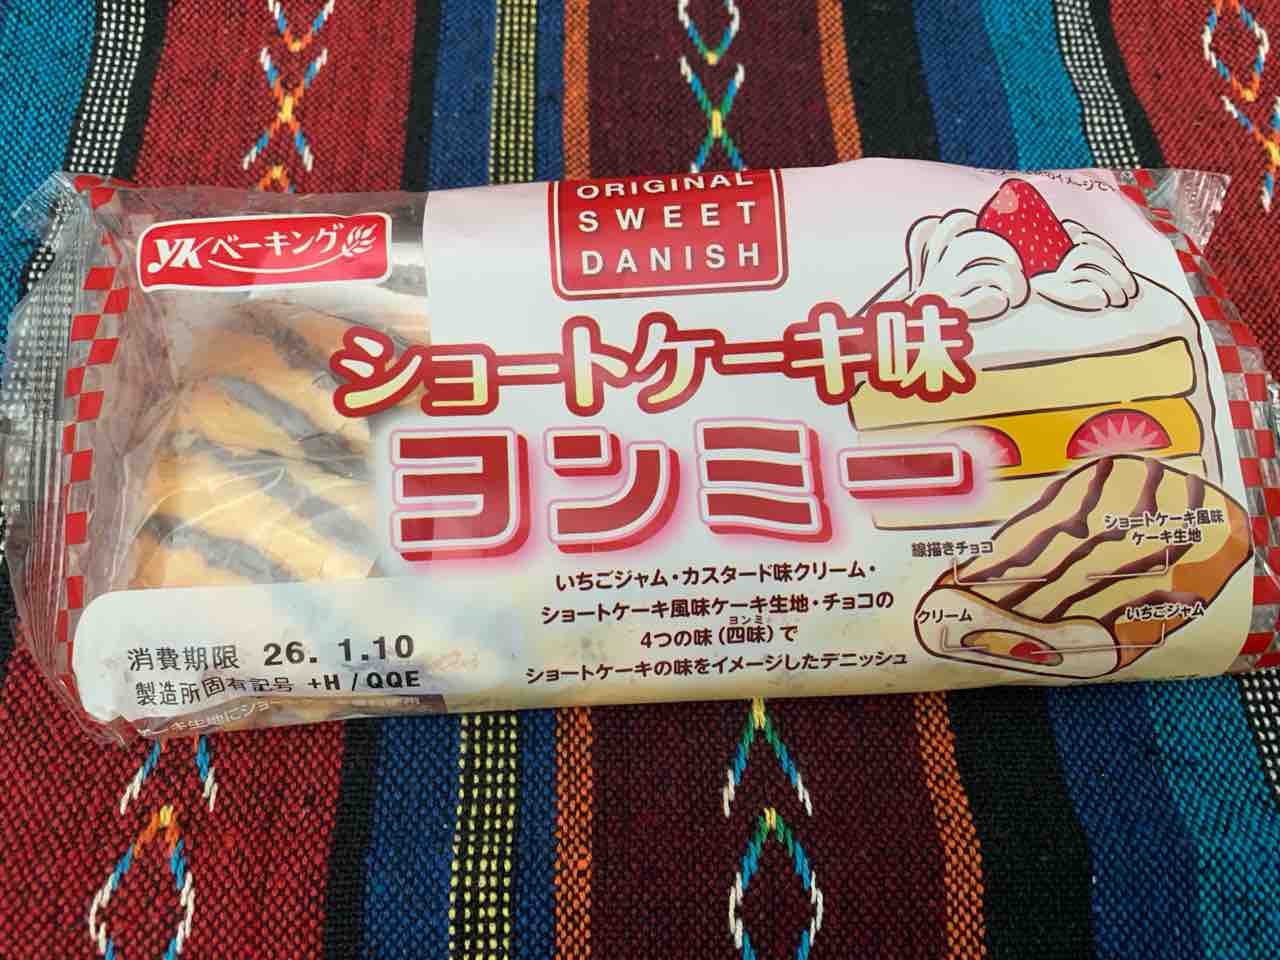 YKベーキング
ORIGINAL
SWEET
DANISH
ショートケーキ味
ヨンミー
線描きチョコ
ショートケーキ風味
ケーキ生地
クリーム
いちごジャム
いちごジャム・カスタード味クリーム・
ショートケーキ風味ケーキ生地・チョコの
4つの味(四味)で
ヨンミ
ショートケーキの味をイメージしたデニッシュ
消費期限 26. 1.10
製造所固有記号 +H/QQE